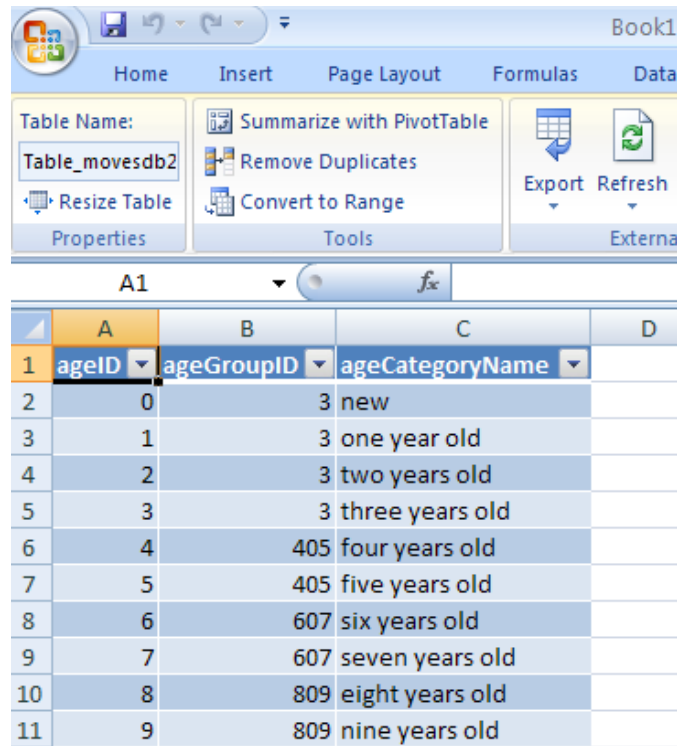 Book1
Home Insert Page Layout Formulas Data
Table Name:
Table_movesdb2
Resize Table
Properties
Summarize with PivotTable
Remove Duplicates
Convert to Range
Tools
Export Refresh
Externa
A1 fx
A B C D
1 ageID ageGroupID ageCategoryName
2 0 3 new
3 1 3 one year old
4 2 3 two years old
5 3 3 three years old
6 4 405 four years old
7 5 405 five years old
8 6 607 six years old
9 7 607 seven years old
10 8 809 eight years old
11 9 809 nine years old